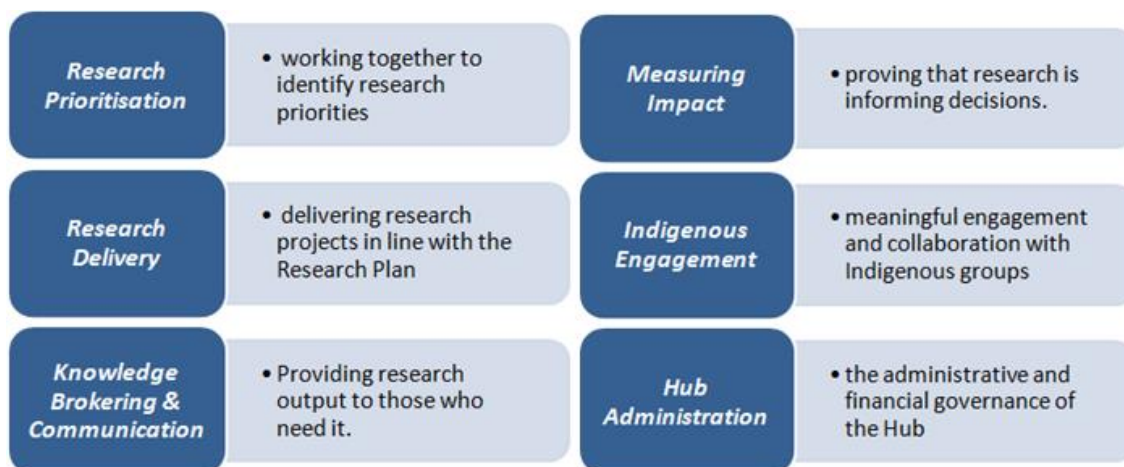 Research
Prioritisation
• working together to
identify research
priorities
Measuring
Impact
• proving that research is
informing decisions.
Research
Delivery
• delivering research
projects in line with the
Research Plan
Indigenous
Engagement
• meaningful engagement
and collaboration with
Indigenous groups
Knowledge
Brokering &
Communication
• Providing research
output to those who
need it.
Hub
Administration
• the administrative and
financial governance of
the Hub